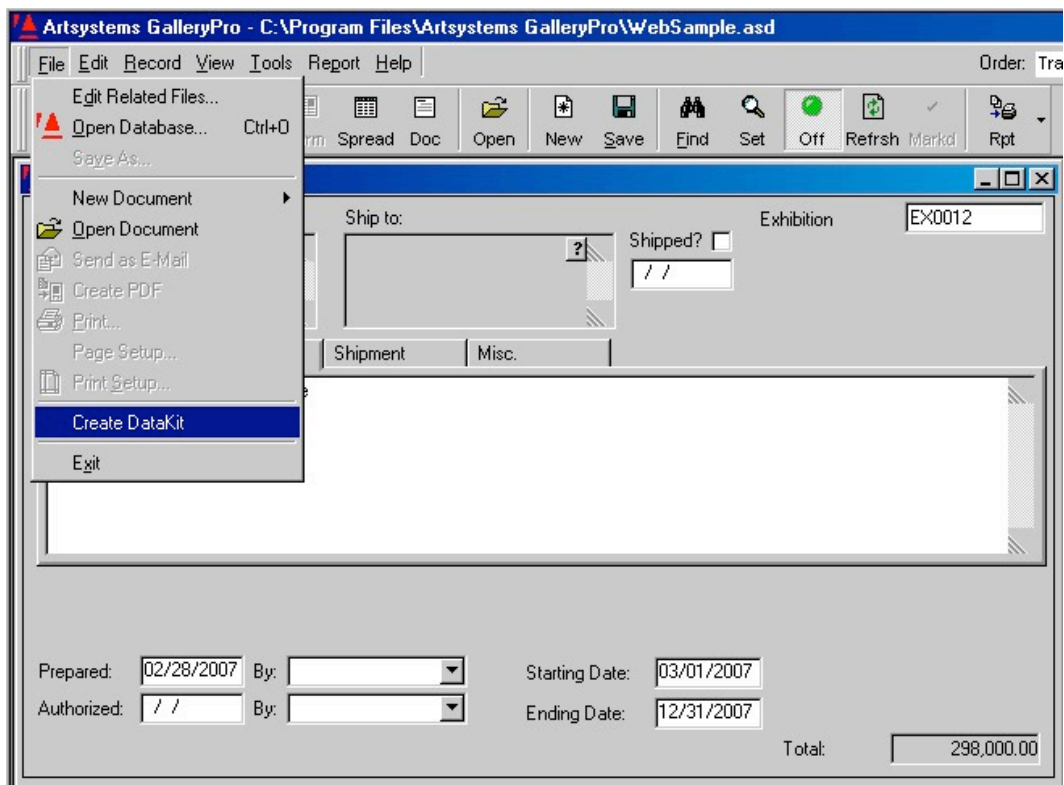 Artsystems GalleryPro - C:\Program Files\Artsystems GalleryPro\WebSample.asd
File Edit Record View Tools Report Help Order: Tra
Spread Doc Open New Save Find Set Off Refrsh Markd Rpt
Edit Related Files...
Open Database... Ctrl+O
Save As...
New Document
Open Document
Send as E-Mail
Create PDF
Print...
Page Setup...
Print Setup...
Create DataKit
Exit
Ship to: Exhibition EX0012
? Shipped?
/ /
Shipment Misc.
Prepared: 02/28/2007 By: Starting Date: 03/01/2007
Authorized: / / By: Ending Date: 12/31/2007
Total: 298,000.00